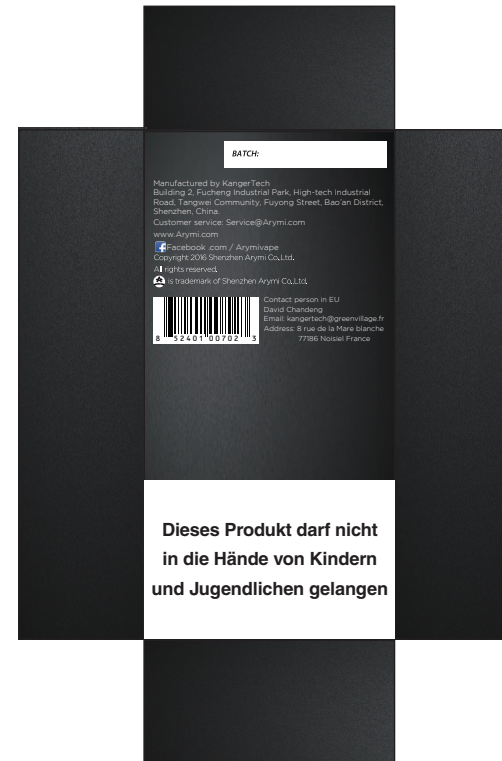 BATCH:
Manufactured by KangerTech
Building 2, Fucheng Industrial Park, High-tech Industrial
Road, Tangwei Community, Fuyong Street, Bao'an District,
Shenzhen, China.
Customer service: Service@Arymi.com
www.Arymi.com
Facebook .com / Arymivape
Copyright 2016 Shenzhen Arymi Co.,Ltd.
All rights reserved.
is trademark of Shenzhen Arymi Co.,Ltd.
8 52401 00702 3
Contact person in EU
David Chandeng
Email: kangertech@greenvillage.fr
Address: 8 rue de la Mare blanche
77186 Noisiel France
Dieses Produkt darf nicht
in die Hände von Kindern
und Jugendlichen gelangen